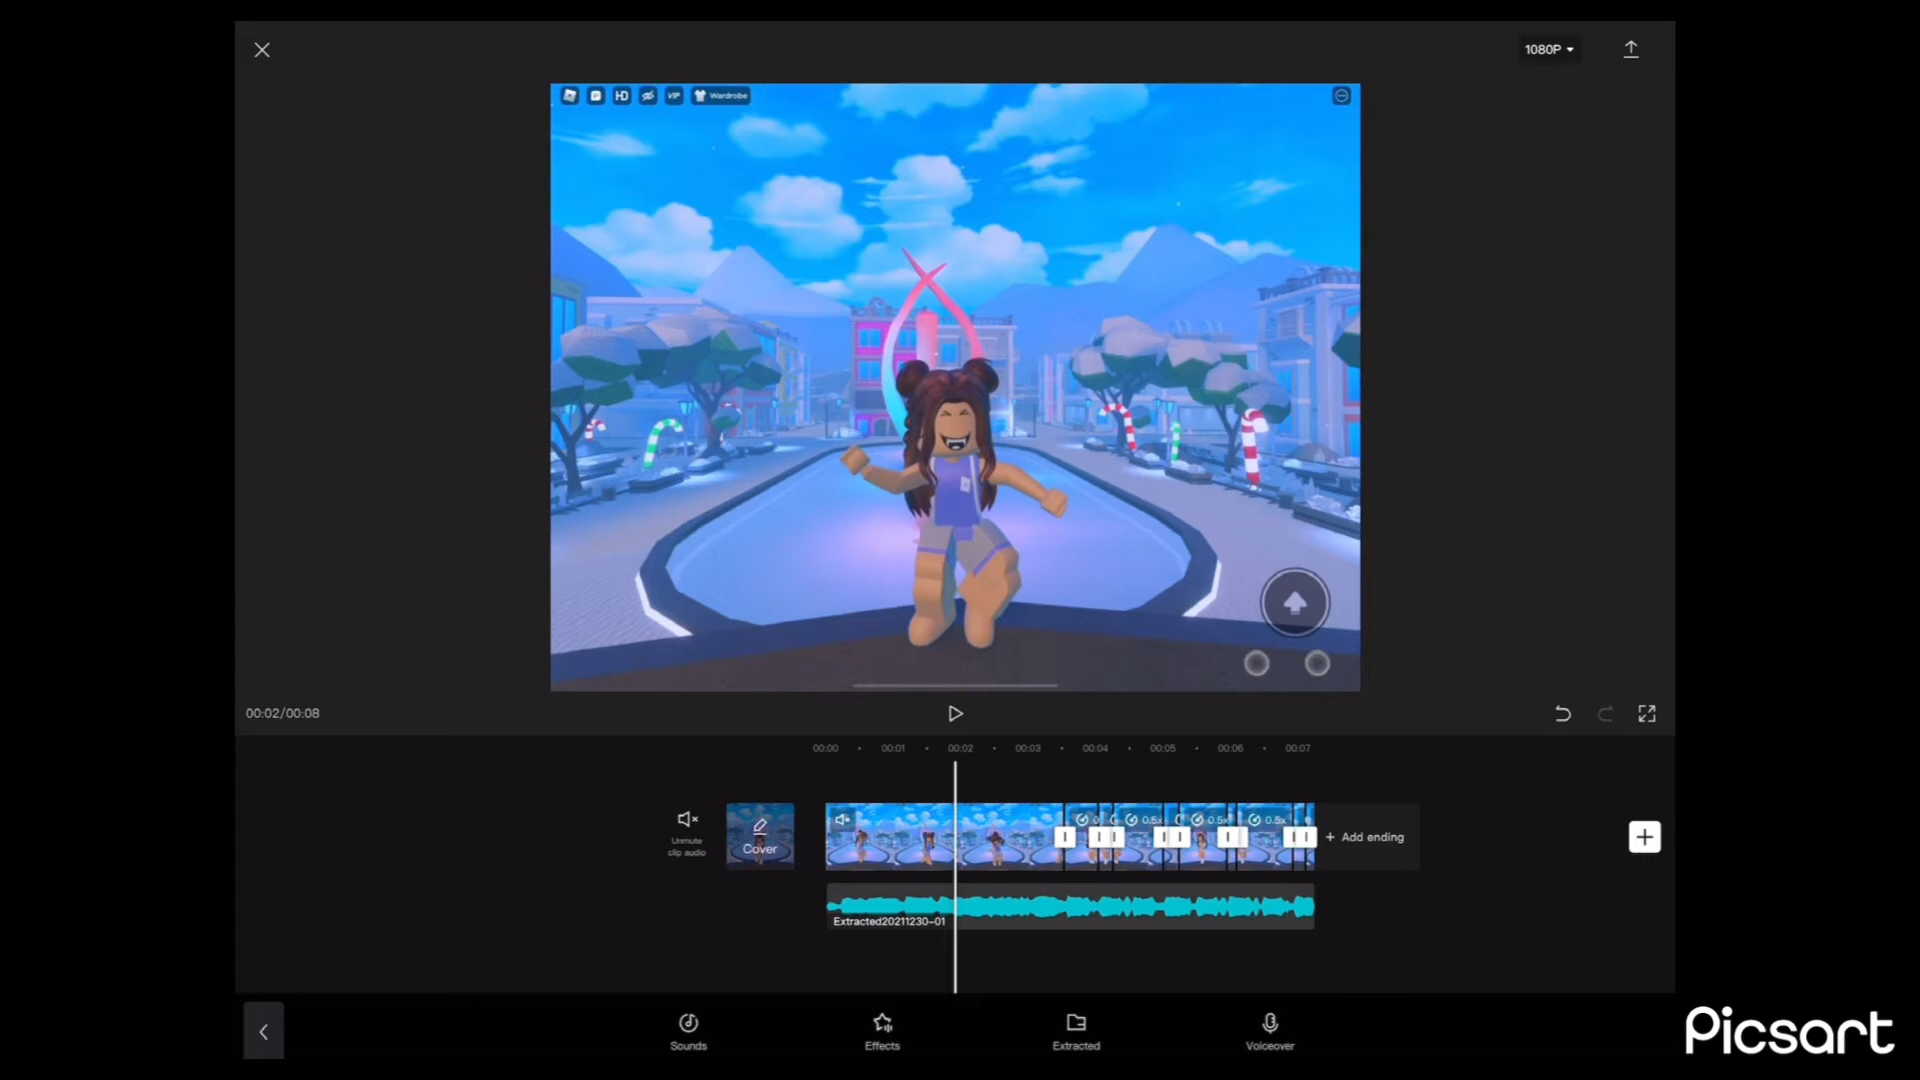 1080P
HD VIP Wardrobe
00:02/00:08
00:00 00:01 00:02 00:03 00:04 00:05 00:06 00:07
Unmute
clip audio
Cover
0.5x 0.5x 0.5x
+ Add ending
Extracted20211230-01
Sounds Effects Extracted Voiceover
Picsart